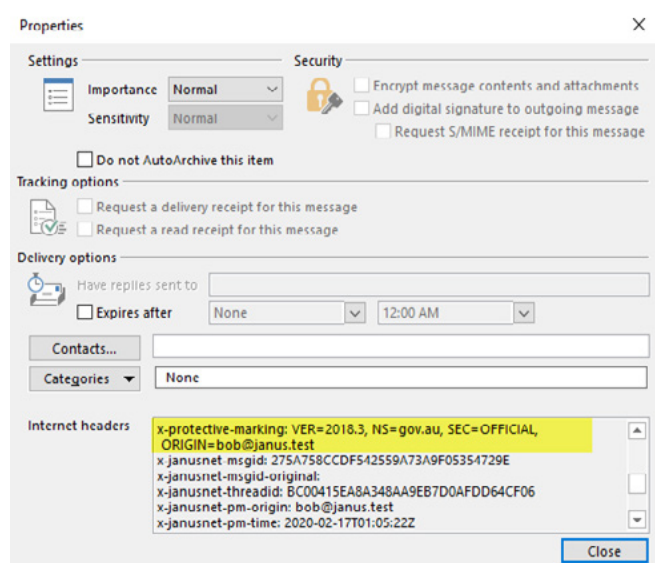 Properties
Settings
Security
Importance Normal
Encrypt message contents and attachments
Sensitivity Normal
Add digital signature to outgoing message
Request S/MIME receipt for this message
Do not AutoArchive this item
Tracking options
Request a delivery receipt for this message
Request a read receipt for this message
Delivery options
Have replies sent to
Expires after None 12:00 AM
Contacts...
Categories None
Internet headers
x-protective-marking: VER=2018.3, NS=gov.au, SEC=OFFICIAL,
ORIGIN=bob@janus.test
x-janusnet-msgid: 275A758CCDF542559A73A9F05354729E
x-janusnet-msgid-original:
x-janusnet-threadid: BC00415EA8A348AA9EB7D0AFDD64CF06
x-janusnet-pm-origin: bob@janus.test
x-janusnet-pm-time: 2020-02-17T01:05:22Z
Close